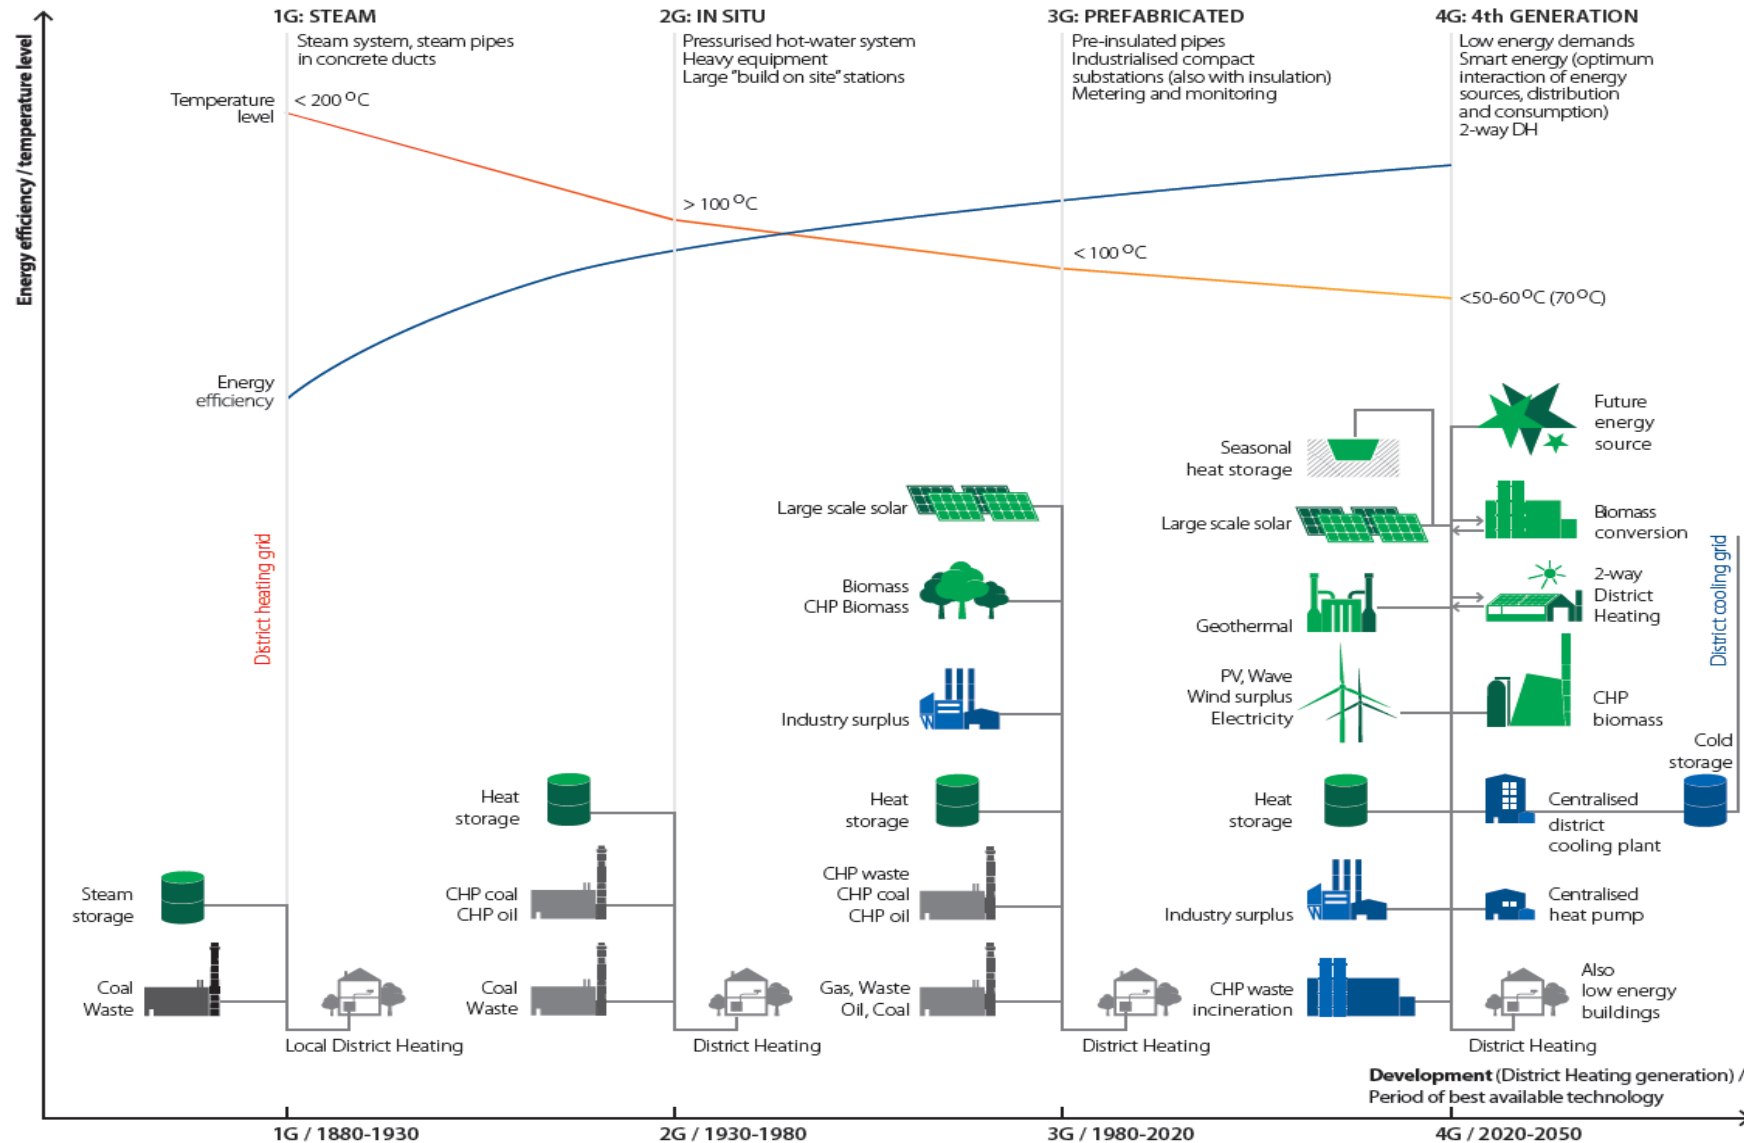 1G: STEAM
Steam system, steam pipes
in concrete ducts
2G: IN SITU
Pressurised hot-water system
Heavy equipment
Large "build on site" stations
3G: PREFABRICATED
Pre-insulated pipes
Industrialised compact
substations (also with insulation)
Metering and monitoring
4G: 4th GENERATION
Low energy demands
Smart energy (optimum
interaction of energy
sources, distribution
and consumption)
2-way DH
Energy efficiency / temperature level
Temperature
level
< 200 °C
> 100 °C
< 100 °C
<50-60 °C (70°C)
Energy
efficiency
District heating grid
Steam
storage
Coal
Waste
Local District Heating
Heat
storage
CHP coal
CHP oil
Coal
Waste
District Heating
Large scale solar
Biomass
CHP Biomass
Industry surplus
Heat
storage
CHP waste
CHP coal
CHP oil
Gas, Waste
Oil, Coal
District Heating
Seasonal
heat storage
Large scale solar
Geothermal
PV, Wave
Wind surplus
Electricity
Heat
storage
Industry surplus
CHP waste
incineration
Future
energy
source
Biomass
conversion
2-way
District
Heating
CHP
biomass
Cold
storage
Centralised
district
cooling plant
Centralised
heat pump
Also
low energy
buildings
District Heating
District cooling grid
Development (District Heating generation) /
Period of best available technology
1G / 1880-1930
2G / 1930-1980
3G / 1980-2020
4G / 2020-2050